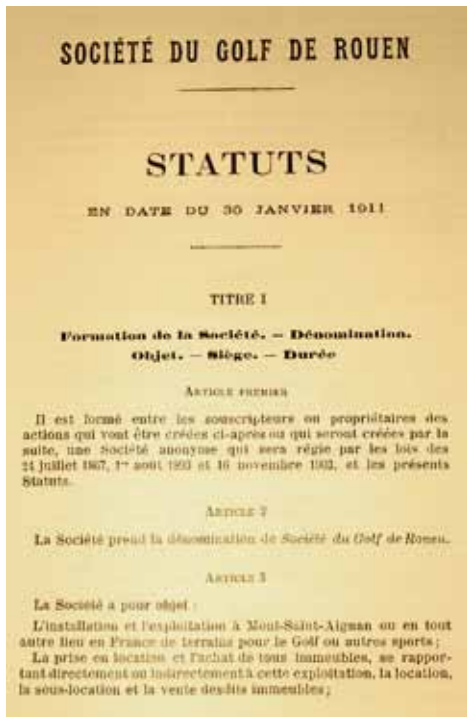 SOCIÉTÉ DU GOLF DE ROUEN
STATUTS
EN DATE DU 30 JANVIER 1911
TITRE I
Formation de la Société. — Dénomination.
Objet. — Siège. — Durée
ARTICLE PREMIER
Il est formé entre les souscripteurs ou propriétaires des
actions qui vont être créées ci-après ou qui seront créées par la
suite, une Société anonyme qui sera régie par les lois des
24 juillet 1867, 1er août 1893 et 16 novembre 1903, et les présents
Statuts.
ARTICLE 2
La Société prend la dénomination de Société du Golf de Rouen.
ARTICLE 3
La Société a pour objet :
L'installation et l'exploitation à Mont-Saint-Aignan ou en tout
autre lieu en France de terrains pour le Golf ou autres sports ;
La prise en location et l'achat de tous immeubles, se rappor-
tant directement ou indirectement à cette exploitation, la location,
la sous-location et la vente desdits immeubles ;